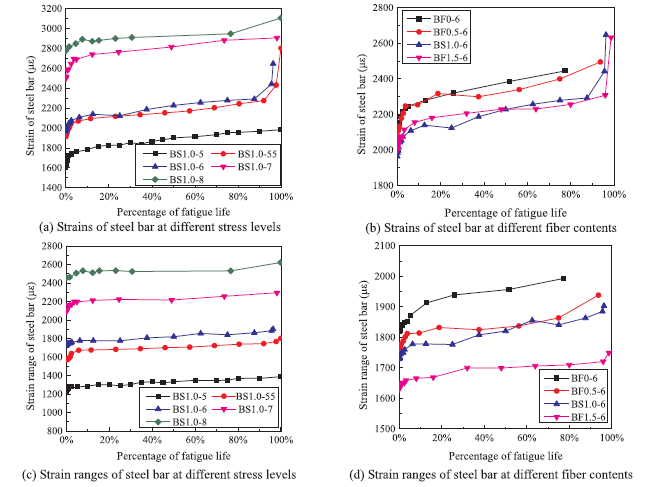 3200
3000
2800
2600
2400
2200
2000
1800
1600
1400
Strain of steel bar (με)
BS1.0-5 BS1.0-55
BS1.0-6 BS1.0-7
BS1.0-8
0% 20% 40% 60% 80% 100%
Percentage of fatigue life
(a) Strains of steel bar at different stress levels
2800
2600
2400
2200
2000
1800
Strain of steel bar (με)
BF0-6
BF0.5-6
BS1.0-6
BF1.5-6
0% 20% 40% 60% 80% 100%
Percentage of fatigue life
(b) Strains of steel bar at different fiber contents
2800
2600
2400
2200
2000
1800
1600
1400
1200
1000
800
Strain range of steel bar (με)
BS1.0-5 BS1.0-55
BS1.0-6 BS1.0-7
BS1.0-8
0% 20% 40% 60% 80% 100%
Percentage of fatigue life
(c) Strain ranges of steel bar at different stress levels
2100
2000
1900
1800
1700
1600
1500
Strain range of steel bar (με)
BF0-6
BF0.5-6
BS1.0-6
BF1.5-6
0% 20% 40% 60% 80% 100%
Percentage of fatigue life
(d) Strain ranges of steel bar at different fiber contents